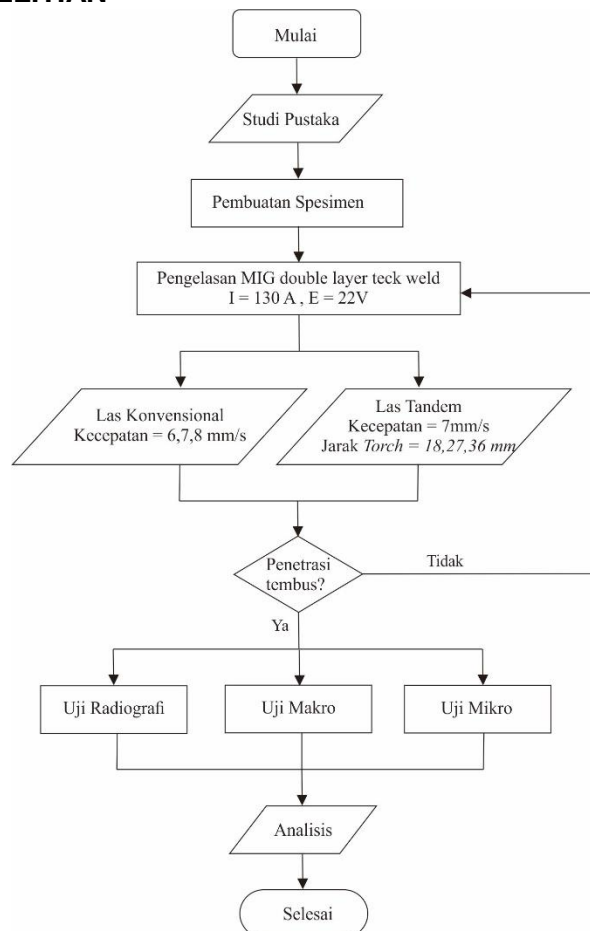 Mulai
Studi Pustaka
Pembuatan Spesimen
Pengelasan MIG double layer teck weld
I = 130 A , E = 22V
Las Konvensional
Kecepatan = 6,7,8 mm/s
Las Tandem
Kecepatan = 7mm/s
Jarak Torch = 18,27,36 mm
Penetrasi
tembus?
Tidak
Ya
Uji Radiografi
Uji Makro
Uji Mikro
Analisis
Selesai